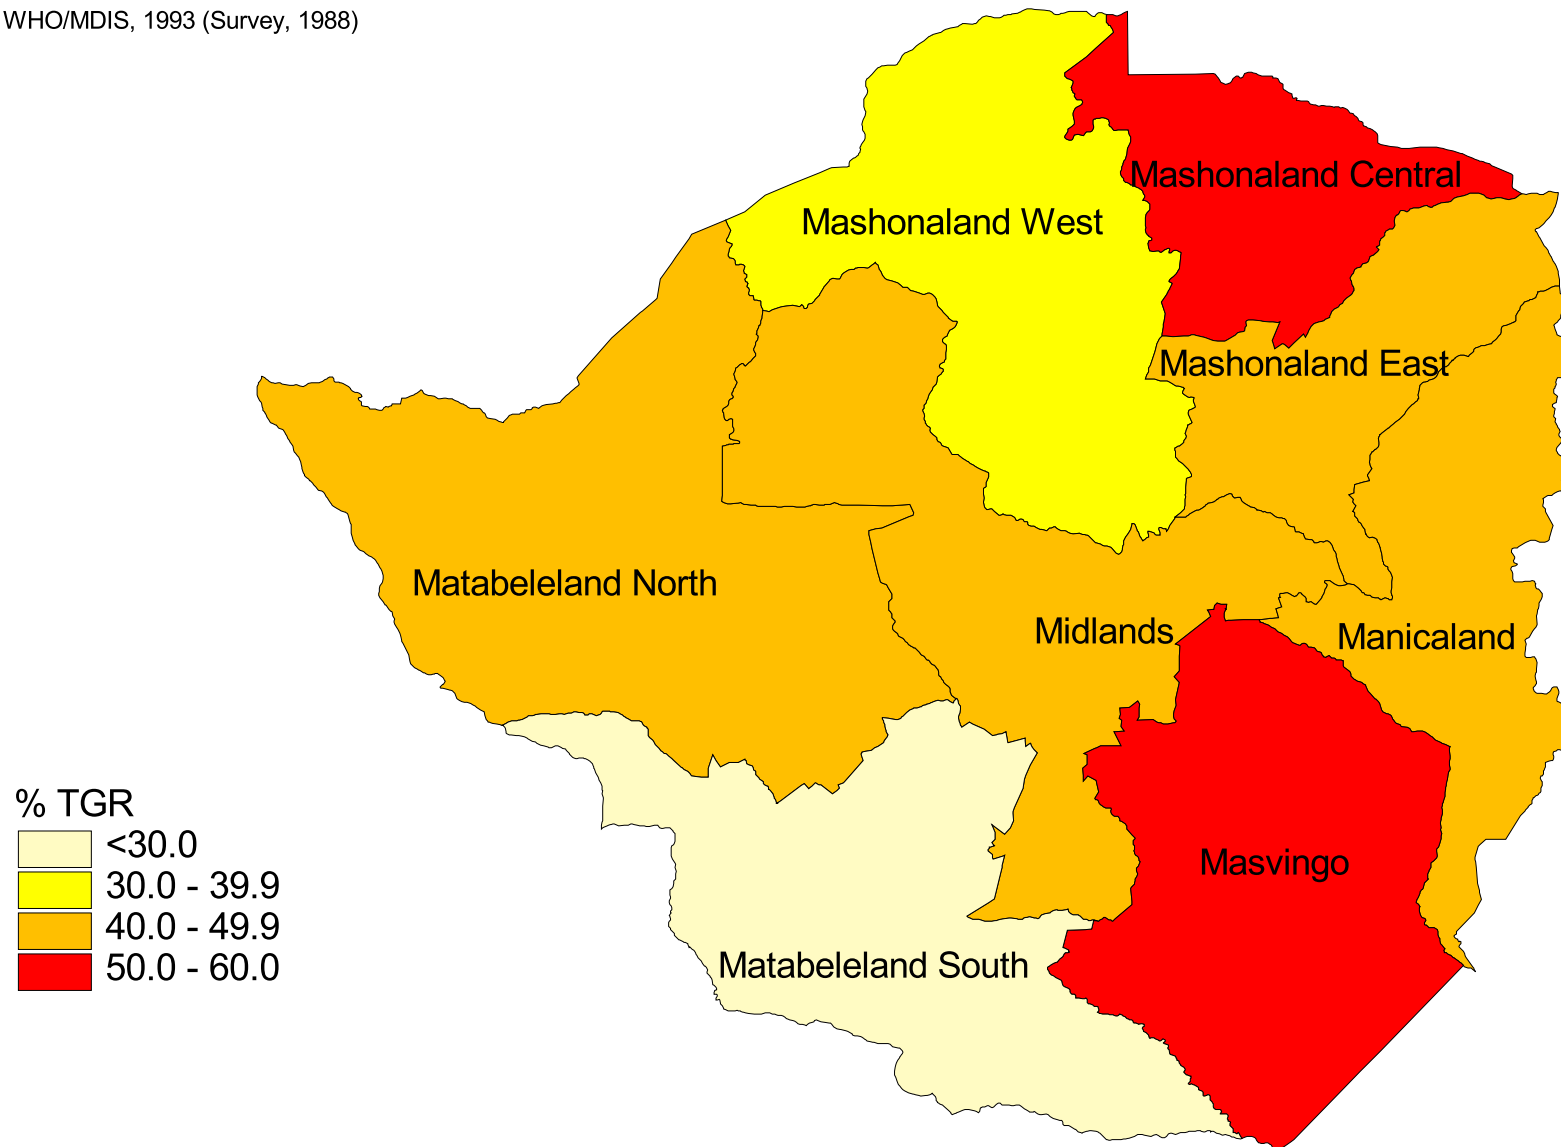 WHO/MDIS, 1993 (Survey, 1988)
Mashonaland Central
Mashonaland West
Mashonaland East
Matabeleland North
Midlands
Manicaland
Masvingo
Matabeleland South
% TGR
<30.0
30.0 - 39.9
40.0 - 49.9
50.0 - 60.0